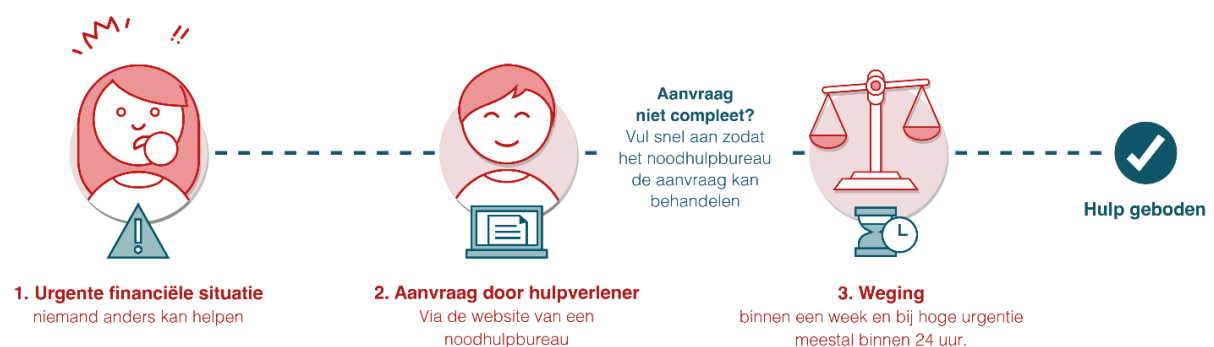 1. Urgente financiële situatie
niemand anders kan helpen
2. Aanvraag door hulpverlener
Via de website van een
noodhulpbureau
Aanvraag
niet compleet?
Vul snel aan zodat
het noodhulpbureau
de aanvraag kan
behandelen
3. Weging
binnen een week en bij hoge urgentie
meestal binnen 24 uur.
Hulp geboden